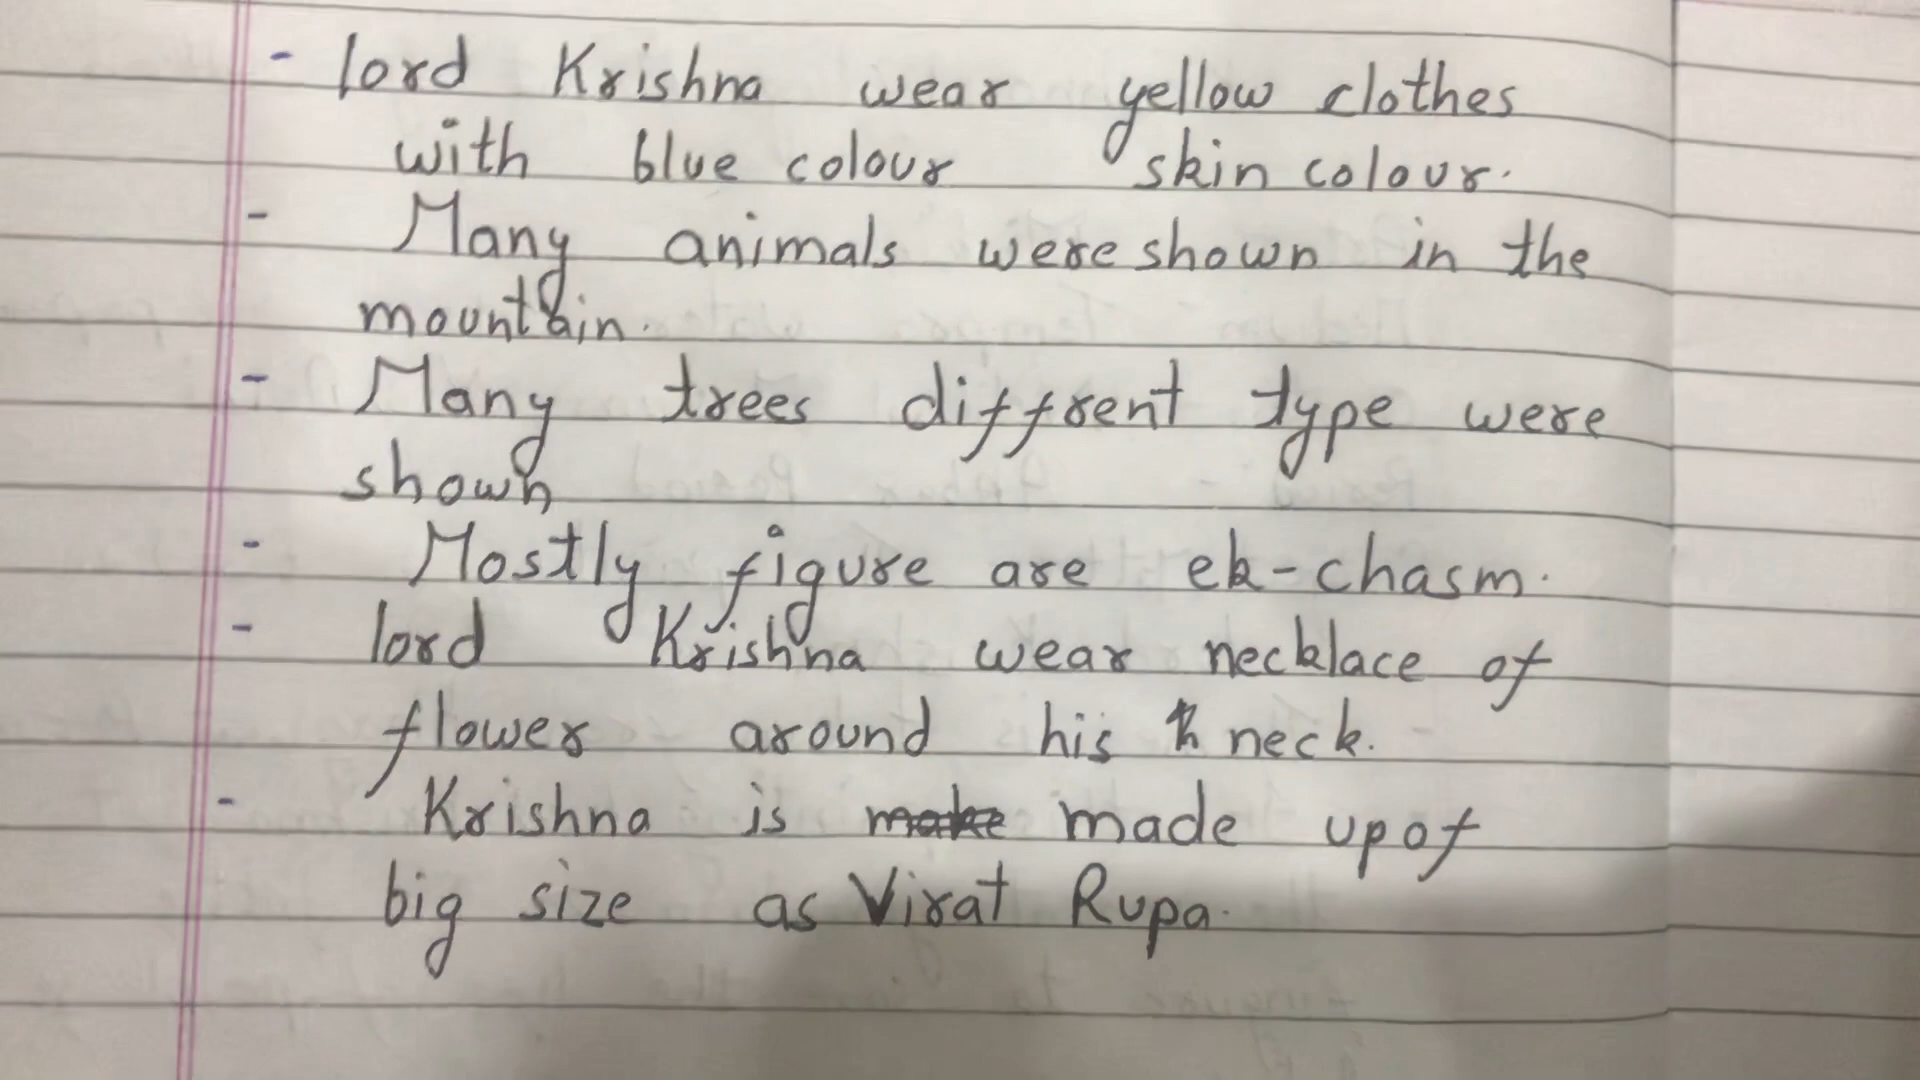 - lord Krishna wear yellow clothes
with blue colour skin colour.
- Many animals were shown in the
mountain.
- Many trees diffrent type were
shown
- Mostly figure are ek-chasm.
- lord Krishna wear necklace of
flower around his neck.
- Krishna is make made up of
big size as Virat Rupa.